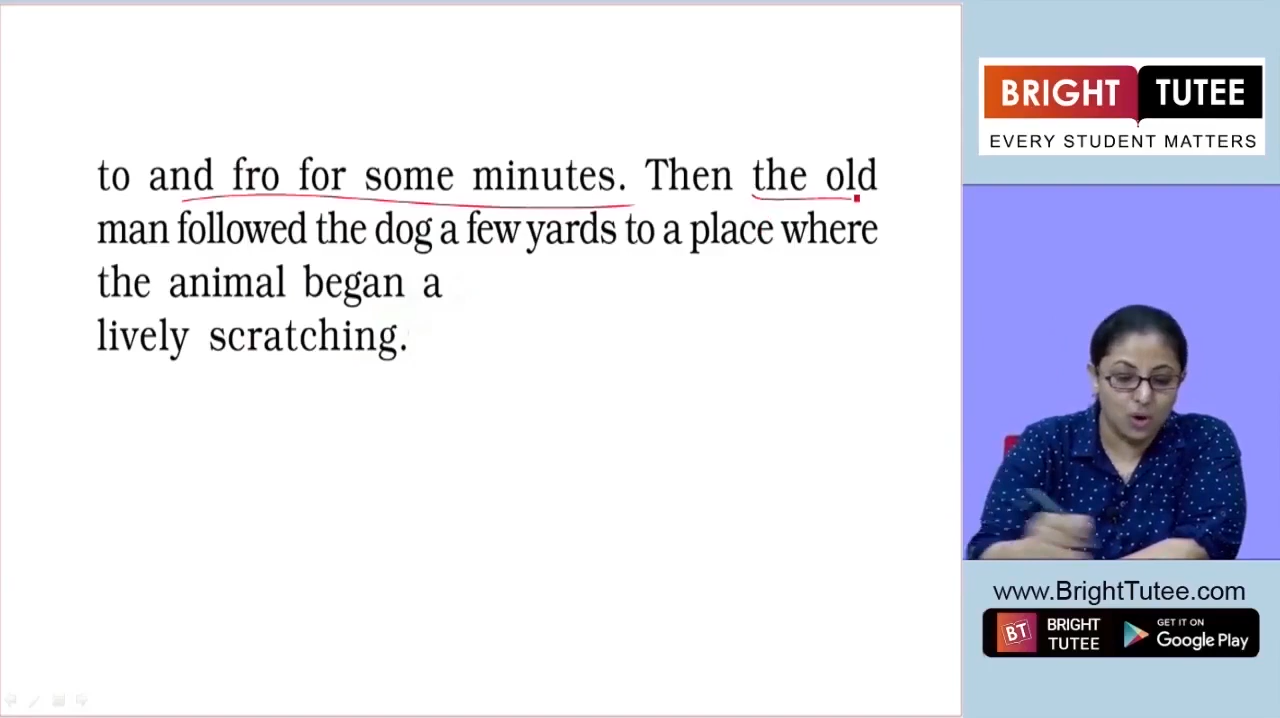 to and fro for some minutes. Then the old
man followed the dog a few yards to a place where
the animal began a
lively scratching.
BRIGHT TUTEE
EVERY STUDENT MATTERS
www.BrightTutee.com
BT BRIGHT TUTEE
GET IT ON
Google Play